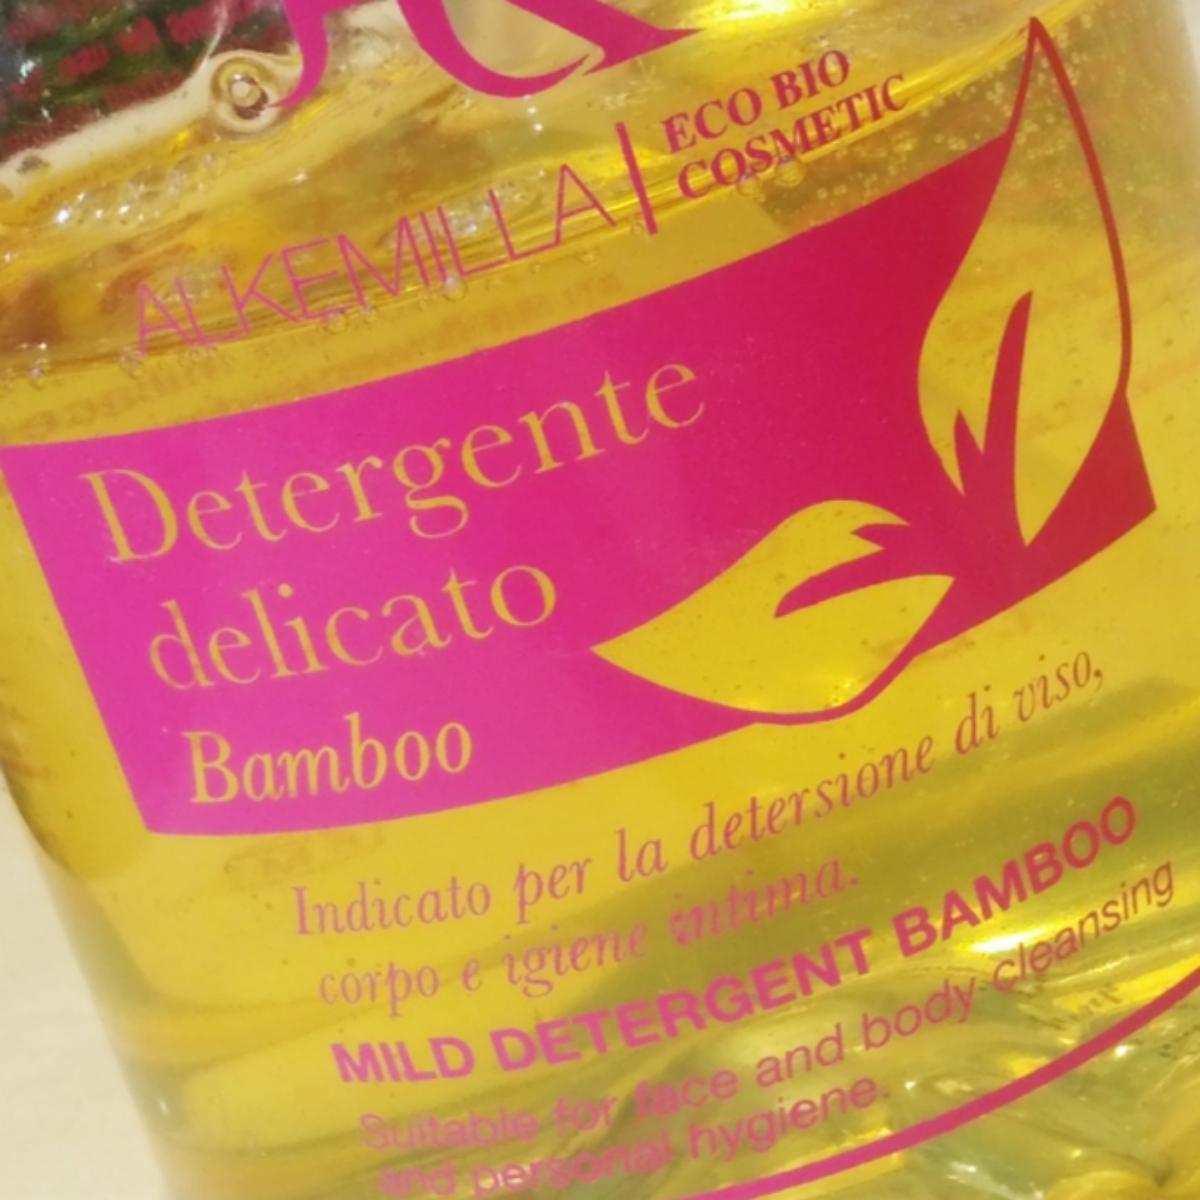 ALKEMILLA
ECO BIO
COSMETIC
Detergente
delicato
Bamboo
Indicato per la detersione di viso,
corpo e igiene intima.
MILD DETERGENT BAMBOO
Suitable for face and body cleansing
and personal hygiene.